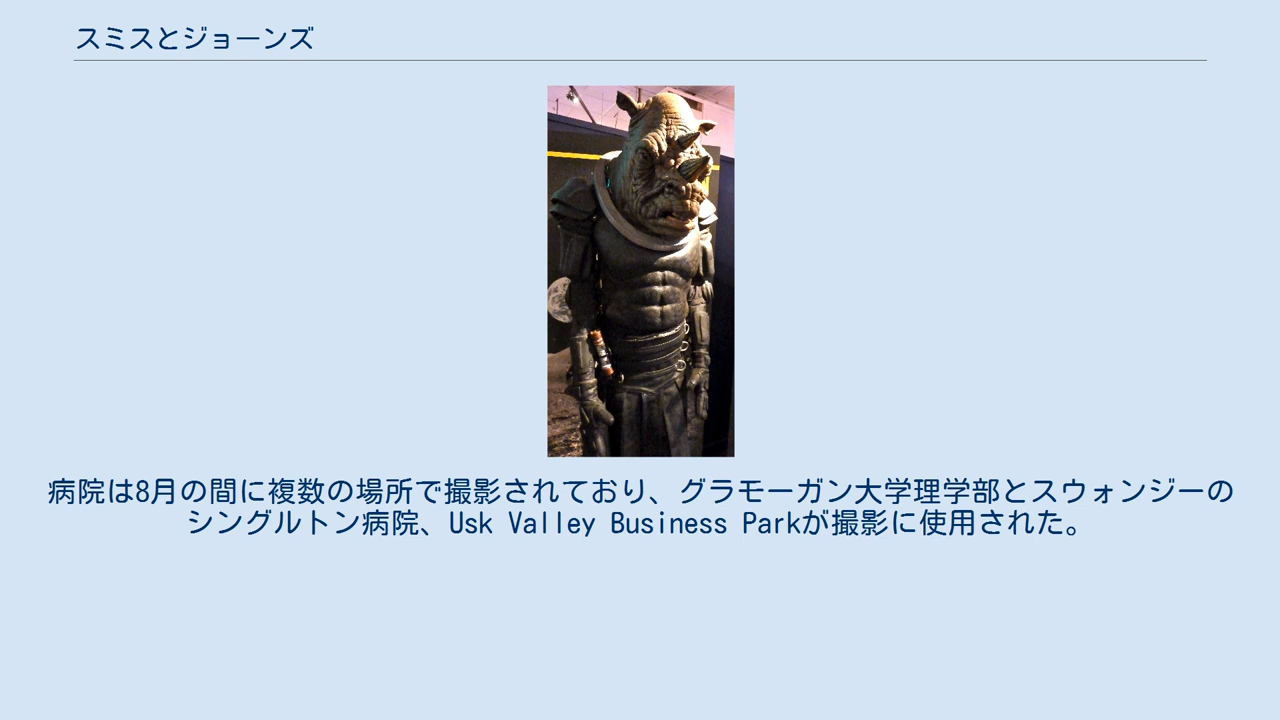 スミスとジョーンズ
病院は8月の間に複数の場所で撮影されており、グラモーガン大学理学部とスウォンジーの
シングルトン病院、Usk Valley Business Parkが撮影に使用された。